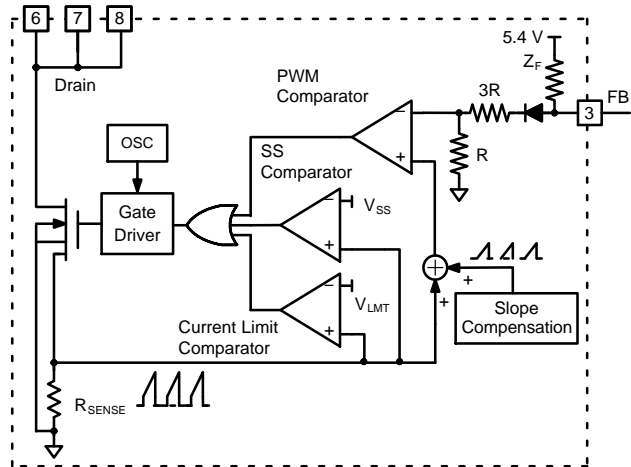 6 7 8
Drain
5.4 V
Z_F
3R
3 FB
R
PWM
Comparator
OSC
SS
Comparator
Gate
Driver
V_SS
V_LMT
Current Limit
Comparator
Slope
Compensation
R_SENSE
− + − + − + + +